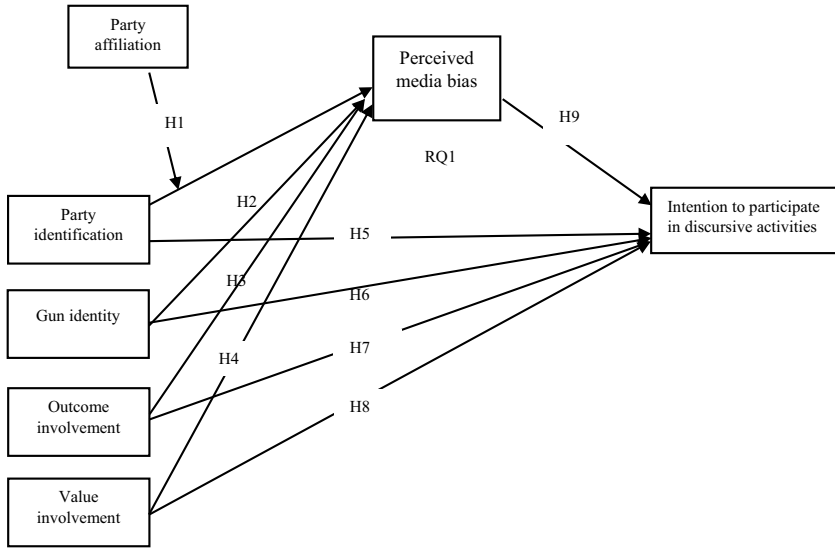 Party
affiliation
Perceived
media bias
H1
H9
RQ1
Party
identification
H2
Intention to participate
in discursive activities
H5
Gun identity
H3
H6
H4
H7
Outcome
involvement
H8
Value
involvement